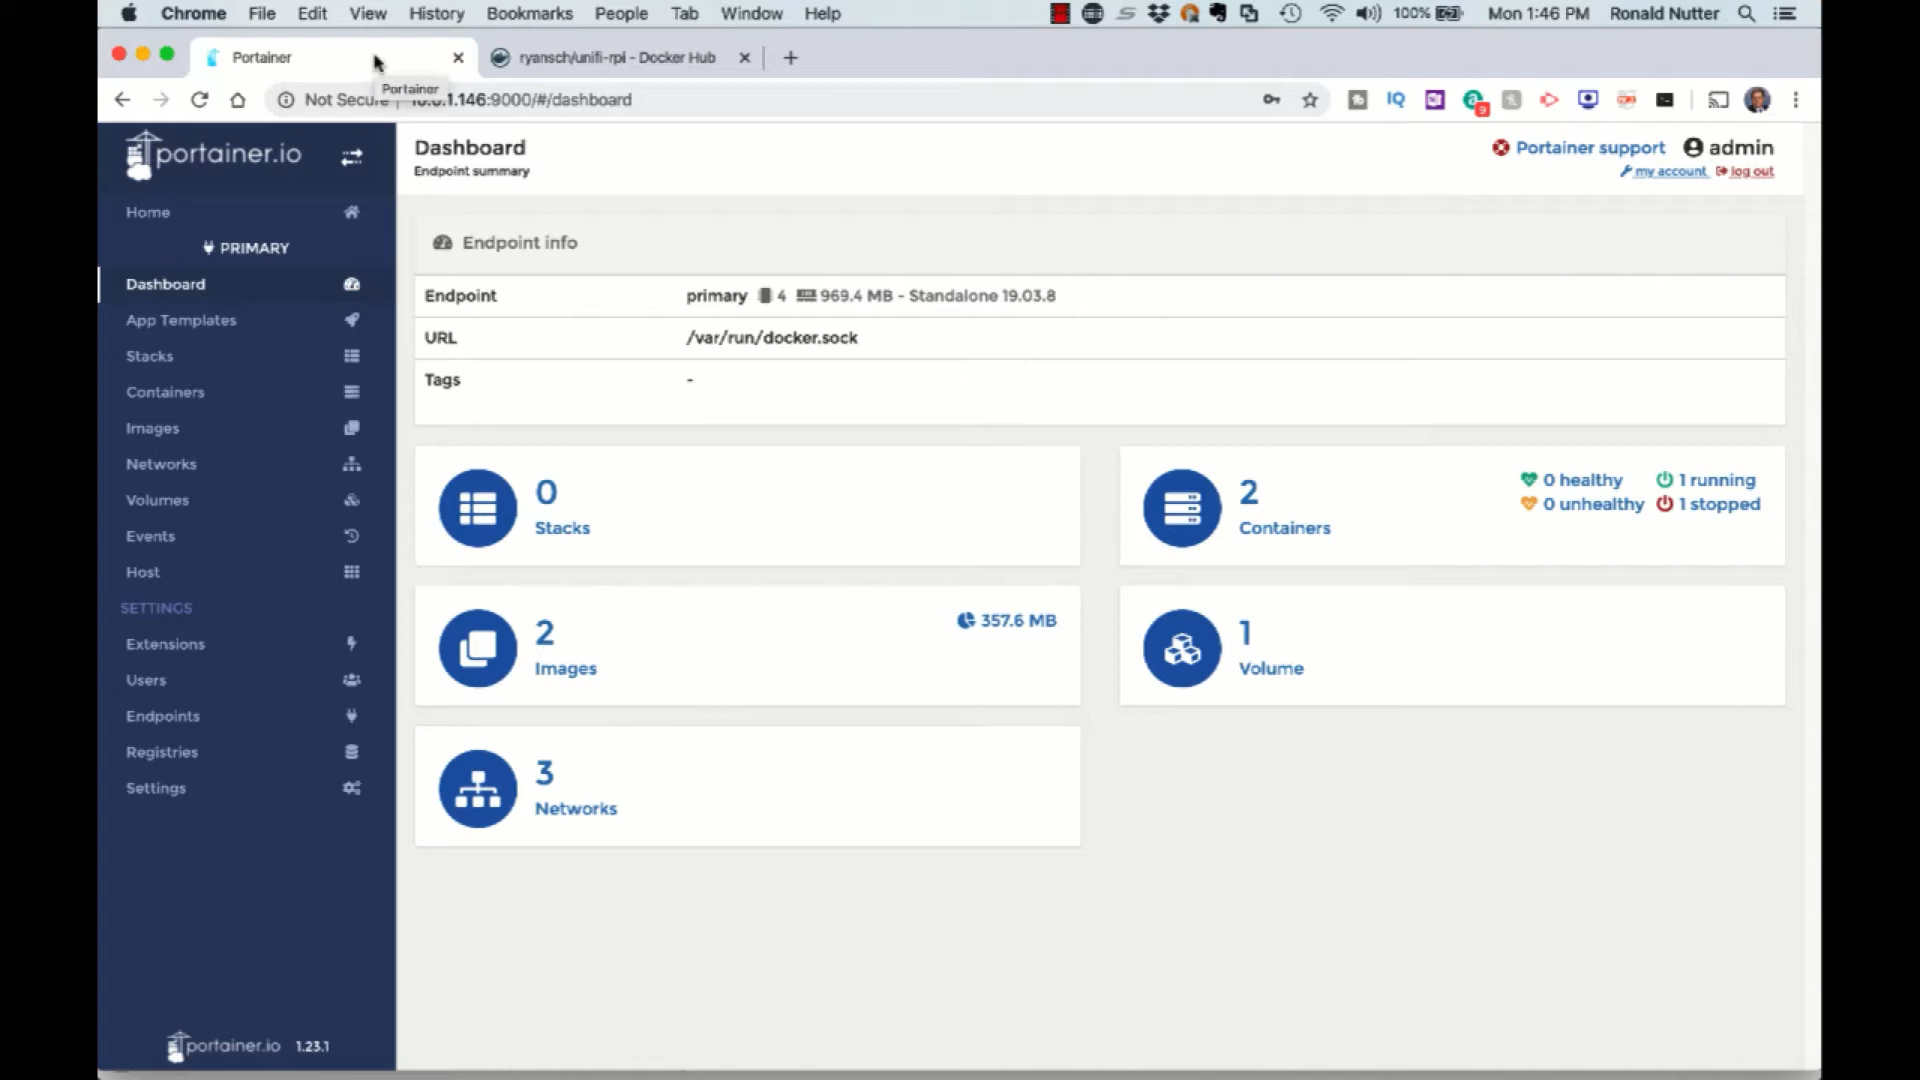 Chrome File Edit View History Bookmarks People Tab Window Help 100% Mon 1:46 PM Ronald Nutter
Portainer ryansch/unifi-rpi - Docker Hub
Portainer
Not Secure .1.146:9000/#/dashboard IQ 9
portainer.io
Home
PRIMARY
Dashboard
App Templates
Stacks
Containers
Images
Networks
Volumes
Events
Host
SETTINGS
Extensions
Users
Endpoints
Registries
Settings
portainer.io 1.23.1
Dashboard
Endpoint summary
Portainer support admin
my account log out
Endpoint info
Endpoint primary 4 969.4 MB - Standalone 19.03.8
URL /var/run/docker.sock
Tags -
0
Stacks
2
Containers
0 healthy 1 running
0 unhealthy 1 stopped
2
Images
357.6 MB
1
Volume
3
Networks